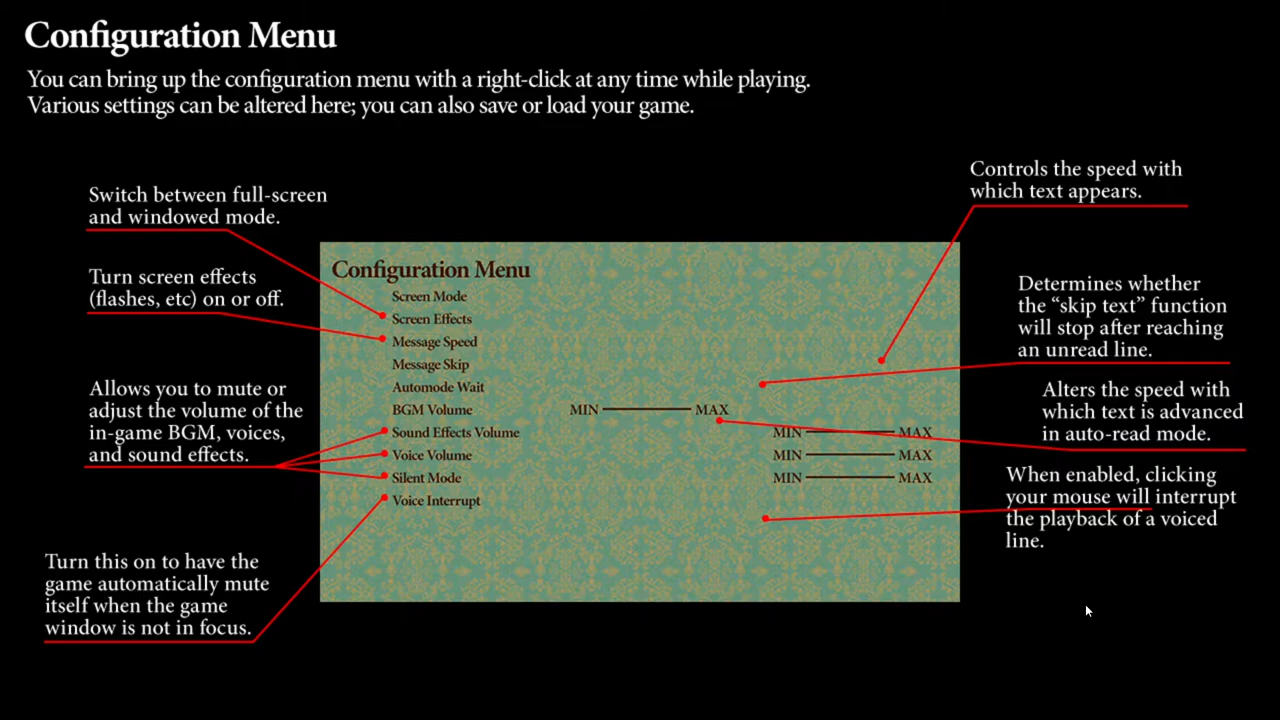 Configuration Menu
You can bring up the configuration menu with a right-click at any time while playing.
Various settings can be altered here; you can also save or load your game.
Switch between full-screen
and windowed mode.
Turn screen effects
(flashes, etc) on or off.
Allows you to mute or
adjust the volume of the
in-game BGM, voices,
and sound effects.
Turn this on to have the
game automatically mute
itself when the game
window is not in focus.
Configuration Menu
Screen Mode
Screen Effects
Message Speed
Message Skip
Automode Wait
BGM Volume MIN MAX
Sound Effects Volume MIN MAX
Voice Volume MIN MAX
Silent Mode MIN MAX
Voice Interrupt
Controls the speed with
which text appears.
Determines whether
the “skip text” function
will stop after reaching
an unread line.
Alters the speed with
which text is advanced
in auto-read mode.
When enabled, clicking
your mouse will interrupt
the playback of a voiced
line.